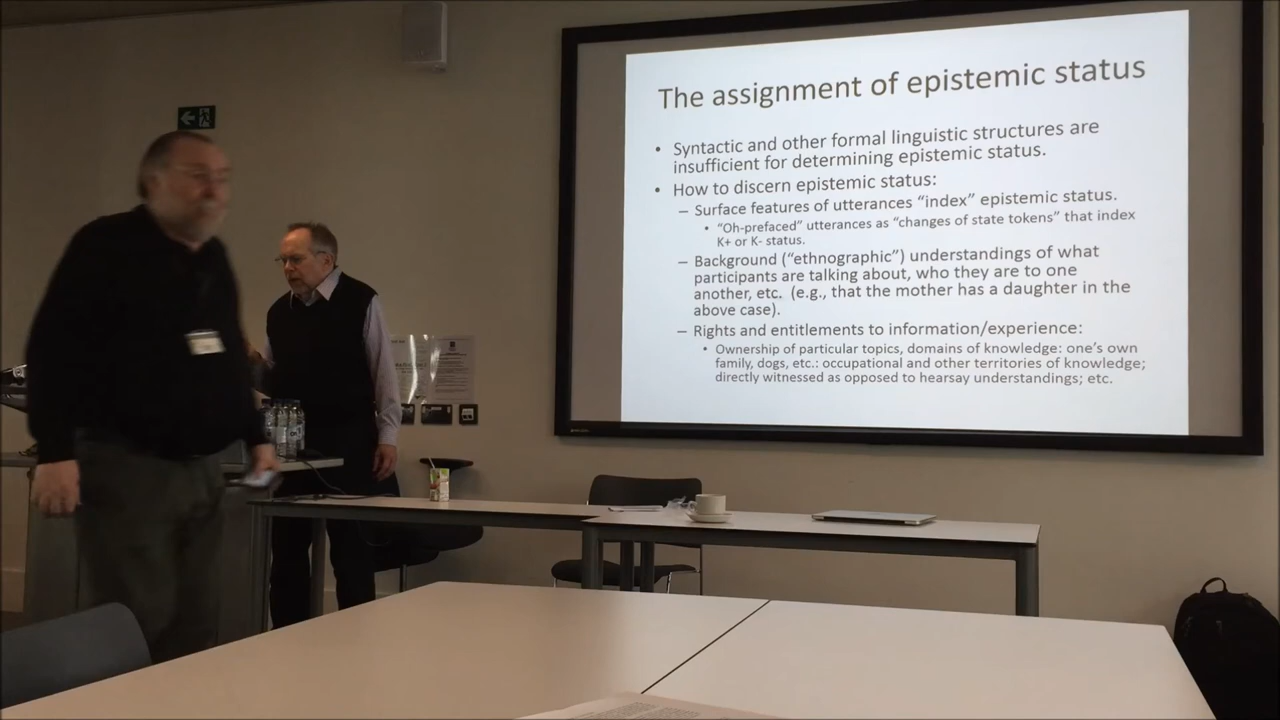 The assignment of epistemic status
• Syntactic and other formal linguistic structures are
insufficient for determining epistemic status.
• How to discern epistemic status:
– Surface features of utterances “index” epistemic status.
• “Oh-prefaced” utterances as “changes of state tokens” that index
K+ or K- status.
– Background (“ethnographic”) understandings of what
participants are talking about, who they are to one
another, etc. (e.g., that the mother has a daughter in the
above case).
– Rights and entitlements to information/experience:
• Ownership of particular topics, domains of knowledge: one’s own
family, dogs, etc.: occupational and other territories of knowledge;
directly witnessed as opposed to hearsay understandings; etc.